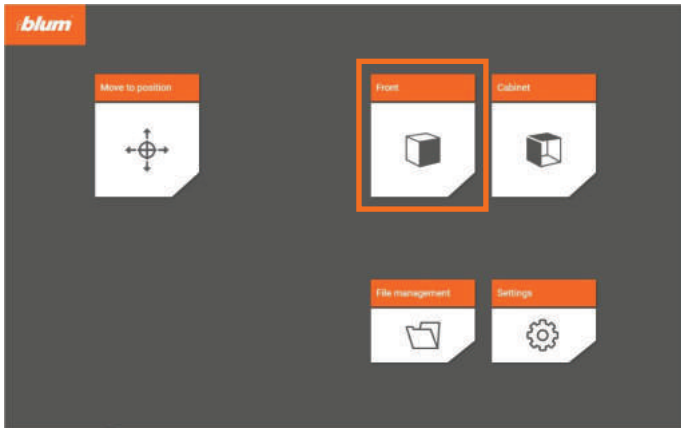 blum
Move to position
Front
Cabinet
File management
Settings